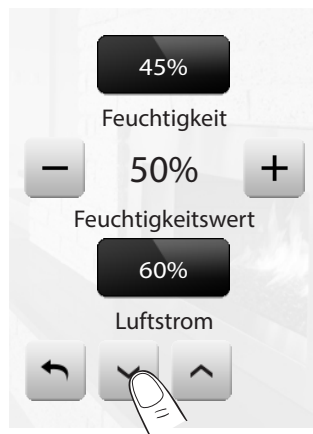 45%
Feuchtigkeit
− 50% +
Feuchtigkeitswert
60%
Luftstrom